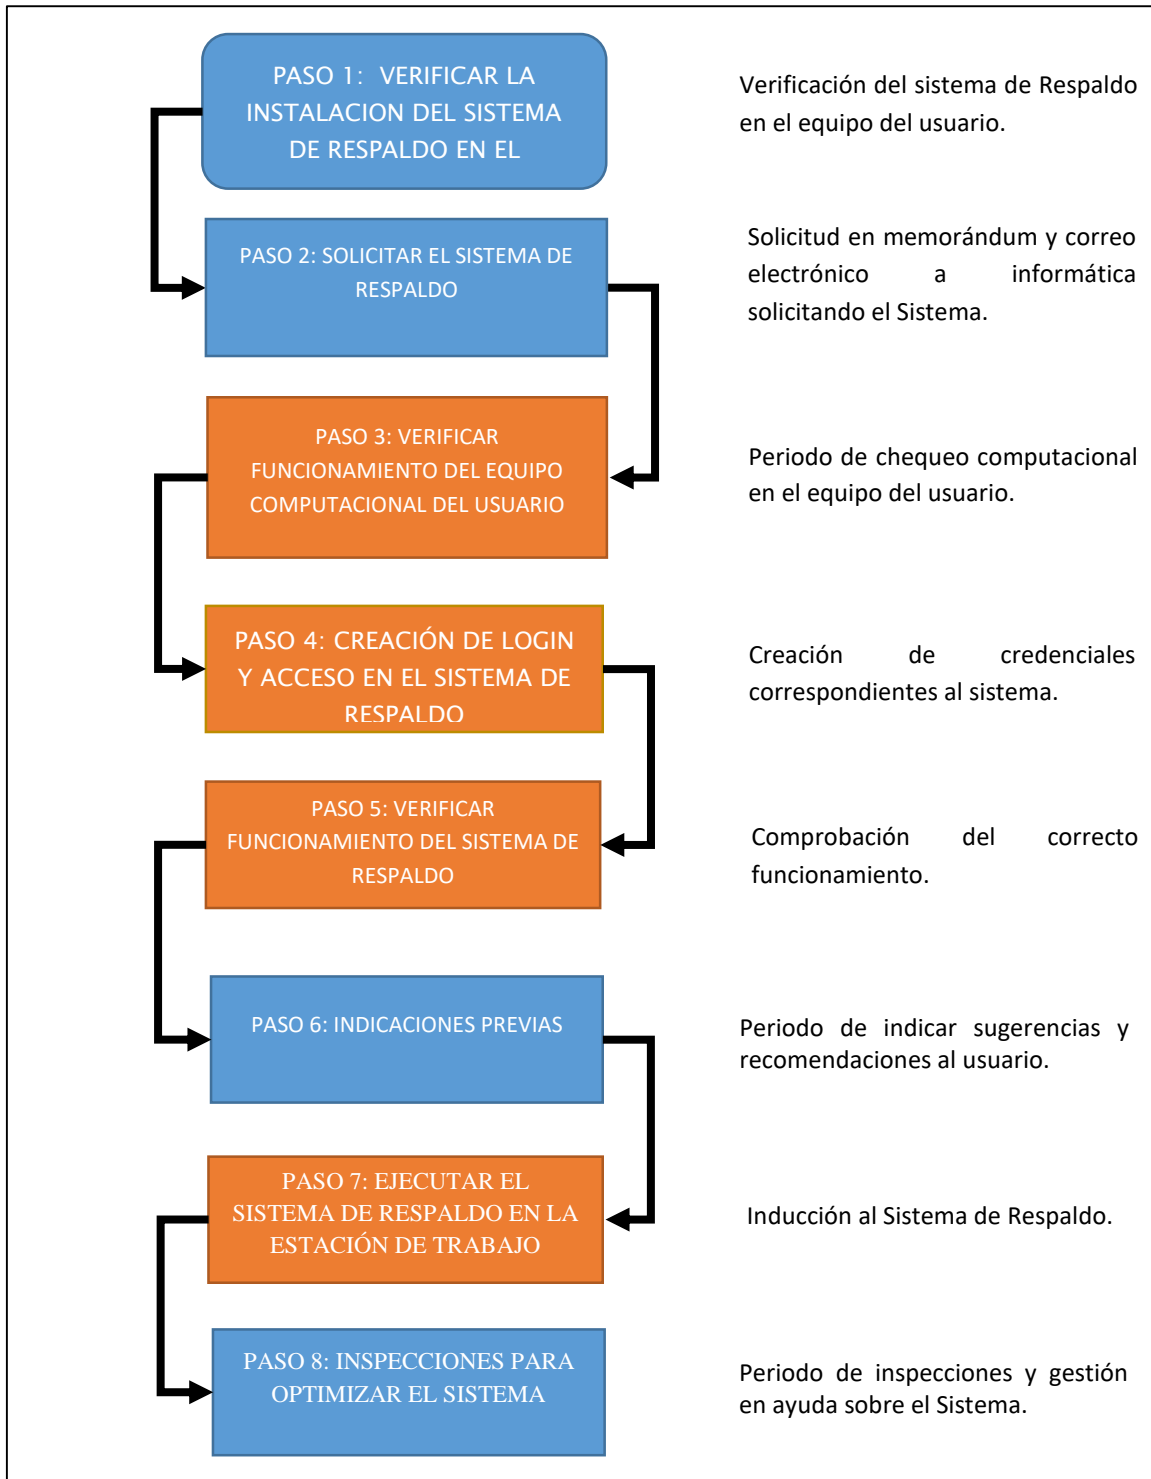 PASO 1: VERIFICAR LA
INSTALACION DEL SISTEMA
DE RESPALDO EN EL
Verificación del sistema de Respaldo
en el equipo del usuario.
PASO 2: SOLICITAR EL SISTEMA DE
RESPALDO
Solicitud en memorándum y correo
electrónico a informática
solicitando el Sistema.
PASO 3: VERIFICAR
FUNCIONAMIENTO DEL EQUIPO
COMPUTACIONAL DEL USUARIO
Periodo de chequeo computacional
en el equipo del usuario.
PASO 4: CREACIÓN DE LOGIN
Y ACCESO EN EL SISTEMA DE
RESPALDO
Creación de credenciales
correspondientes al sistema.
PASO 5: VERIFICAR
FUNCIONAMIENTO DEL SISTEMA DE
RESPALDO
Comprobación del correcto
funcionamiento.
PASO 6: INDICACIONES PREVIAS
Periodo de indicar sugerencias y
recomendaciones al usuario.
PASO 7: EJECUTAR EL
SISTEMA DE RESPALDO EN LA
ESTACIÓN DE TRABAJO
Inducción al Sistema de Respaldo.
PASO 8: INSPECCIONES PARA
OPTIMIZAR EL SISTEMA
Periodo de inspecciones y gestión
en ayuda sobre el Sistema.